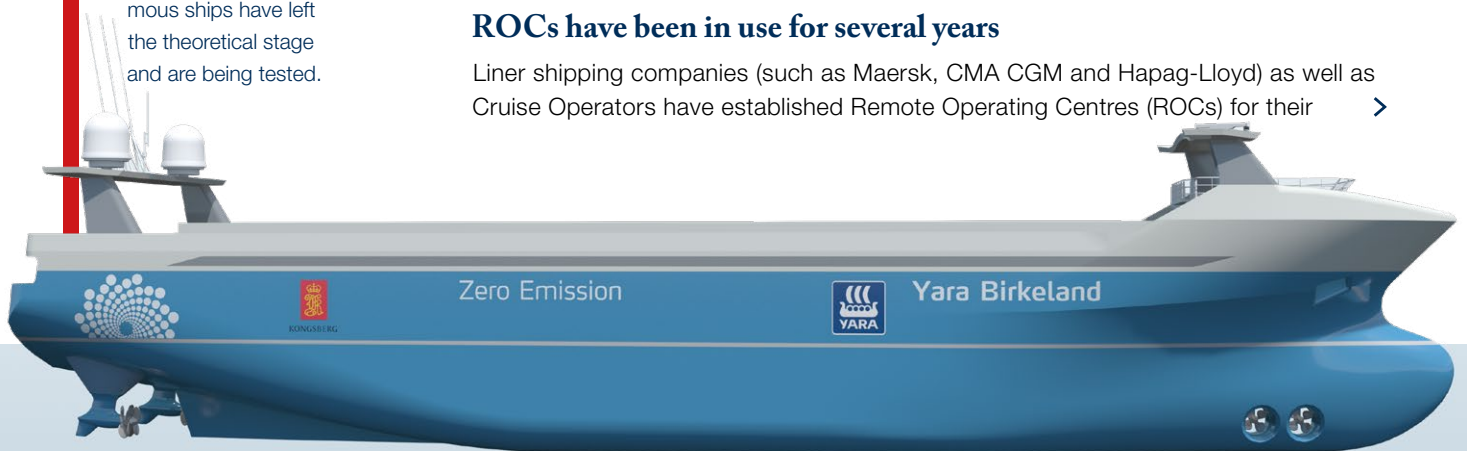 mous ships have left
the theoretical stage
and are being tested.
ROCs have been in use for several years
Liner shipping companies (such as Maersk, CMA CGM and Hapag-Lloyd) as well as
Cruise Operators have established Remote Operating Centres (ROCs) for their >
KONGSBERG
Zero Emission
YARA
Yara Birkeland